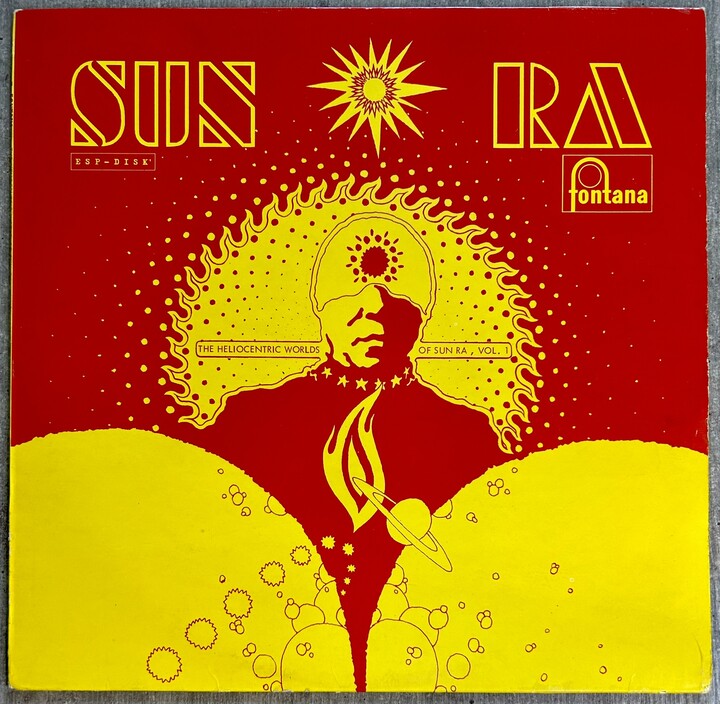 SUN RA
ESP-DISK'
fontana
THE HELIOCENTRIC WORLDS OF SUN RA, VOL. 1